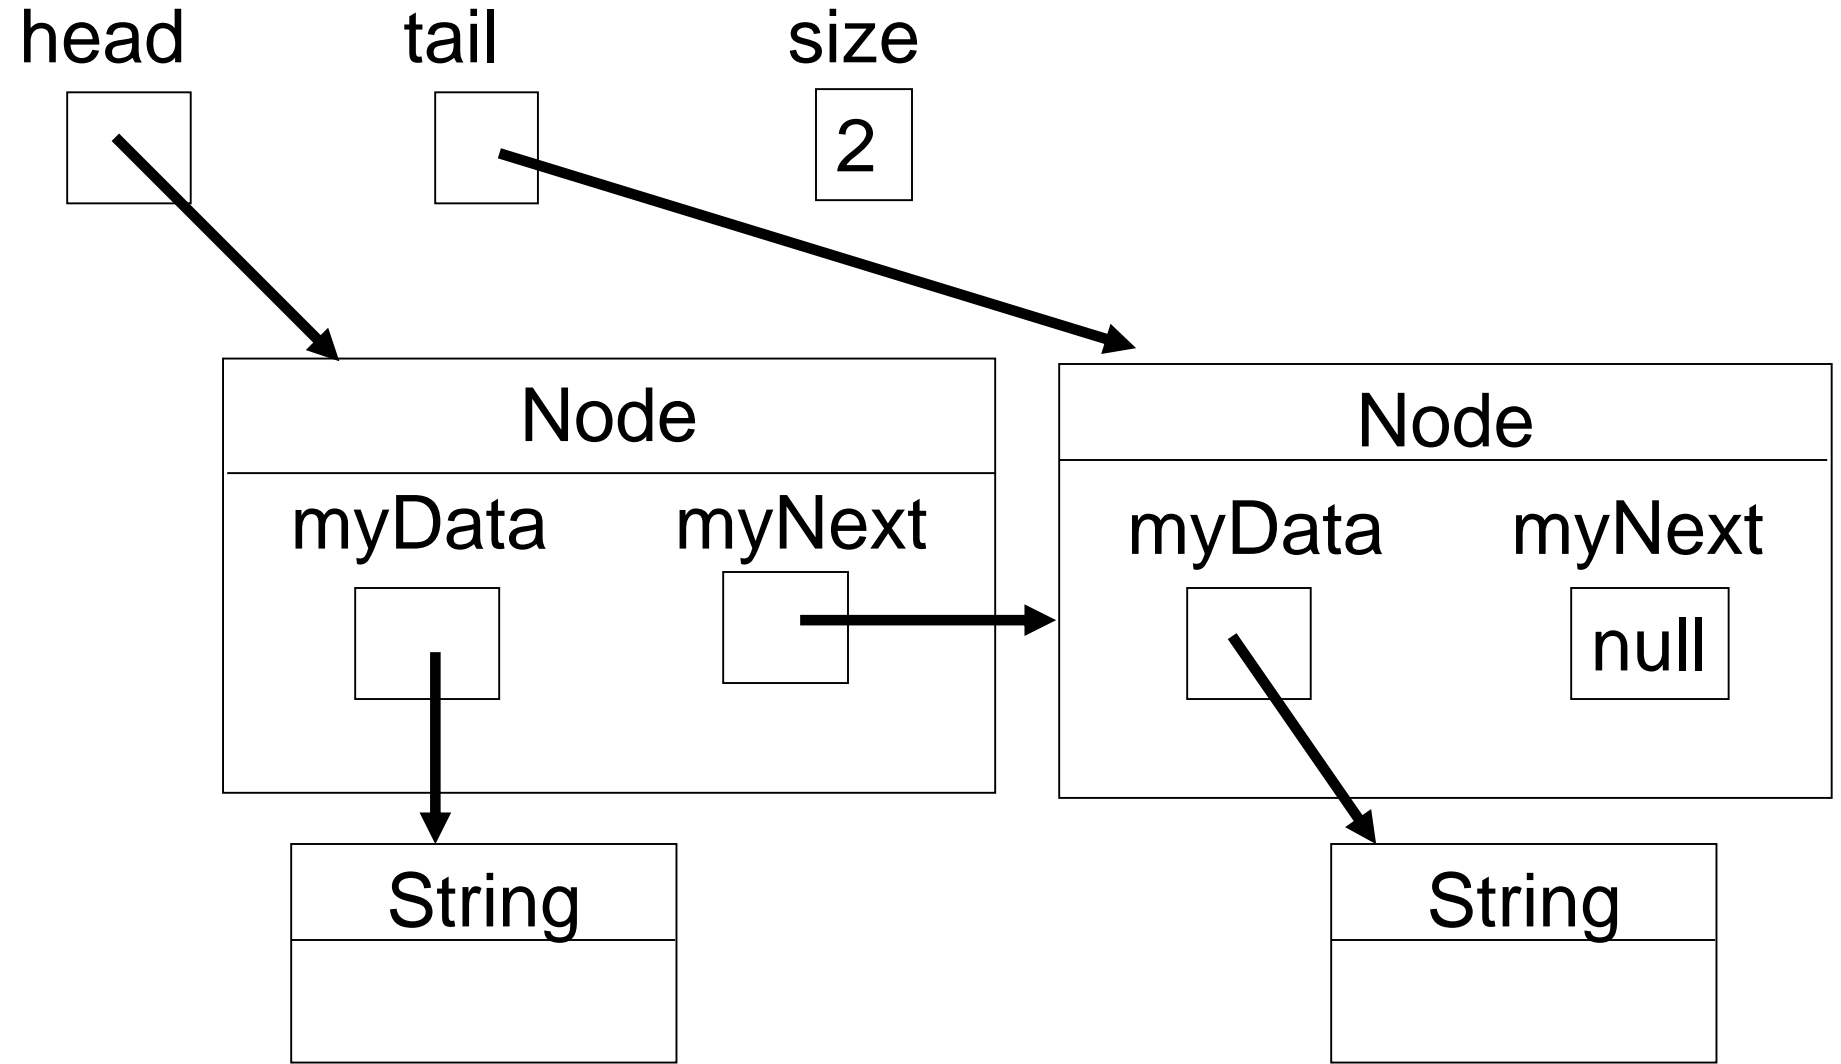 head tail size
2
Node
Node
myData myNext
myData myNext
null
String
String